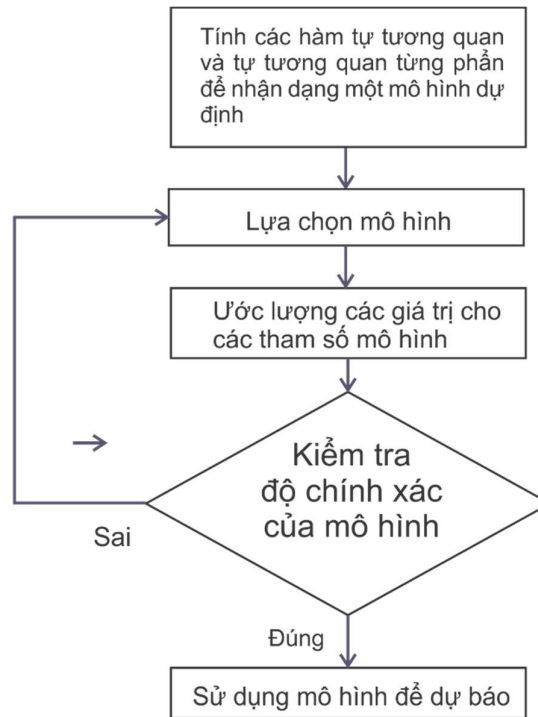 Tính các hàm tự tương quan
và tự tương quan từng phần
để nhận dạng một mô hình dự
định
Lựa chọn mô hình
Ước lượng các giá trị cho
các tham số mô hình
Kiểm tra
độ chính xác
của mô hình
Sai
Đúng
Sử dụng mô hình để dự báo